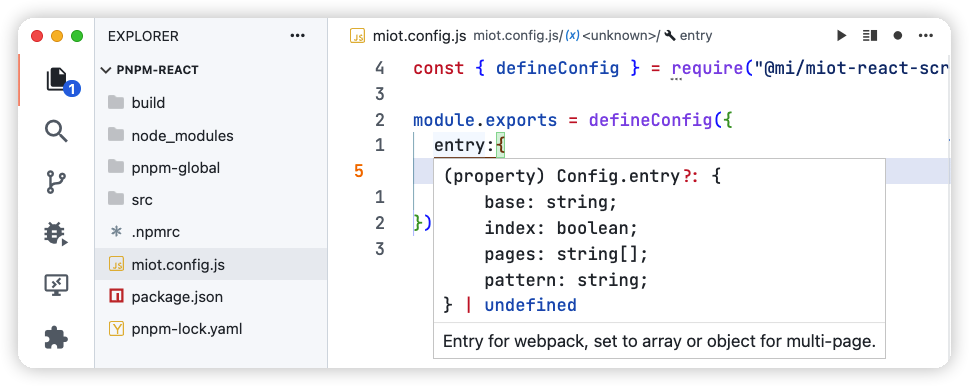 EXPLORER
PNPM-REACT
build
node_modules
pnpm-global
src
.npmrc
miot.config.js
package.json
pnpm-lock.yaml
1
miot.config.js miot.config.js/(x)<unknown>/ entry
4 const { defineConfig } = require("@mi/miot-react-scr
3
2 module.exports = defineConfig({
1 entry:{
5
1
2 })
3
(property) Config.entry?: {
base: string;
index: boolean;
pages: string[];
pattern: string;
} | undefined
Entry for webpack, set to array or object for multi-page.